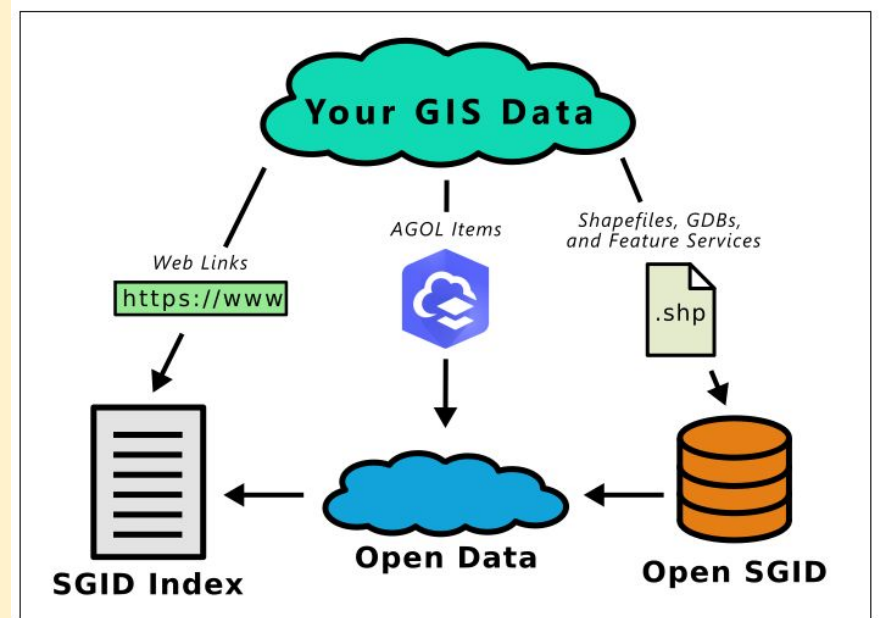 Your GIS Data
Web Links
https://www
AGOL Items
Shapefiles, GDBs,
and Feature Services
.shp
SGID Index
Open Data
Open SGID